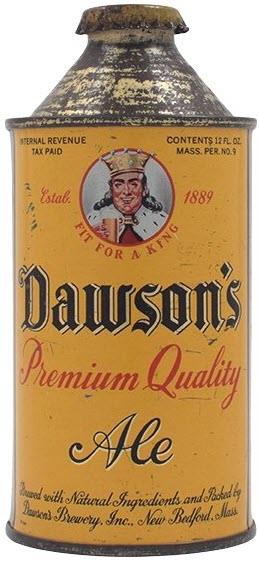 INTERNAL REVENUE
TAX PAID
CONTENTS 12 FL. OZ.
MASS. PER. NO. 9
Estab. 1889
FIT FOR A KING
Dawson's
Premium Quality
Ale
Brewed with Natural Ingredients and Packed by
Dawson's Brewery, Inc., New Bedford, Mass.